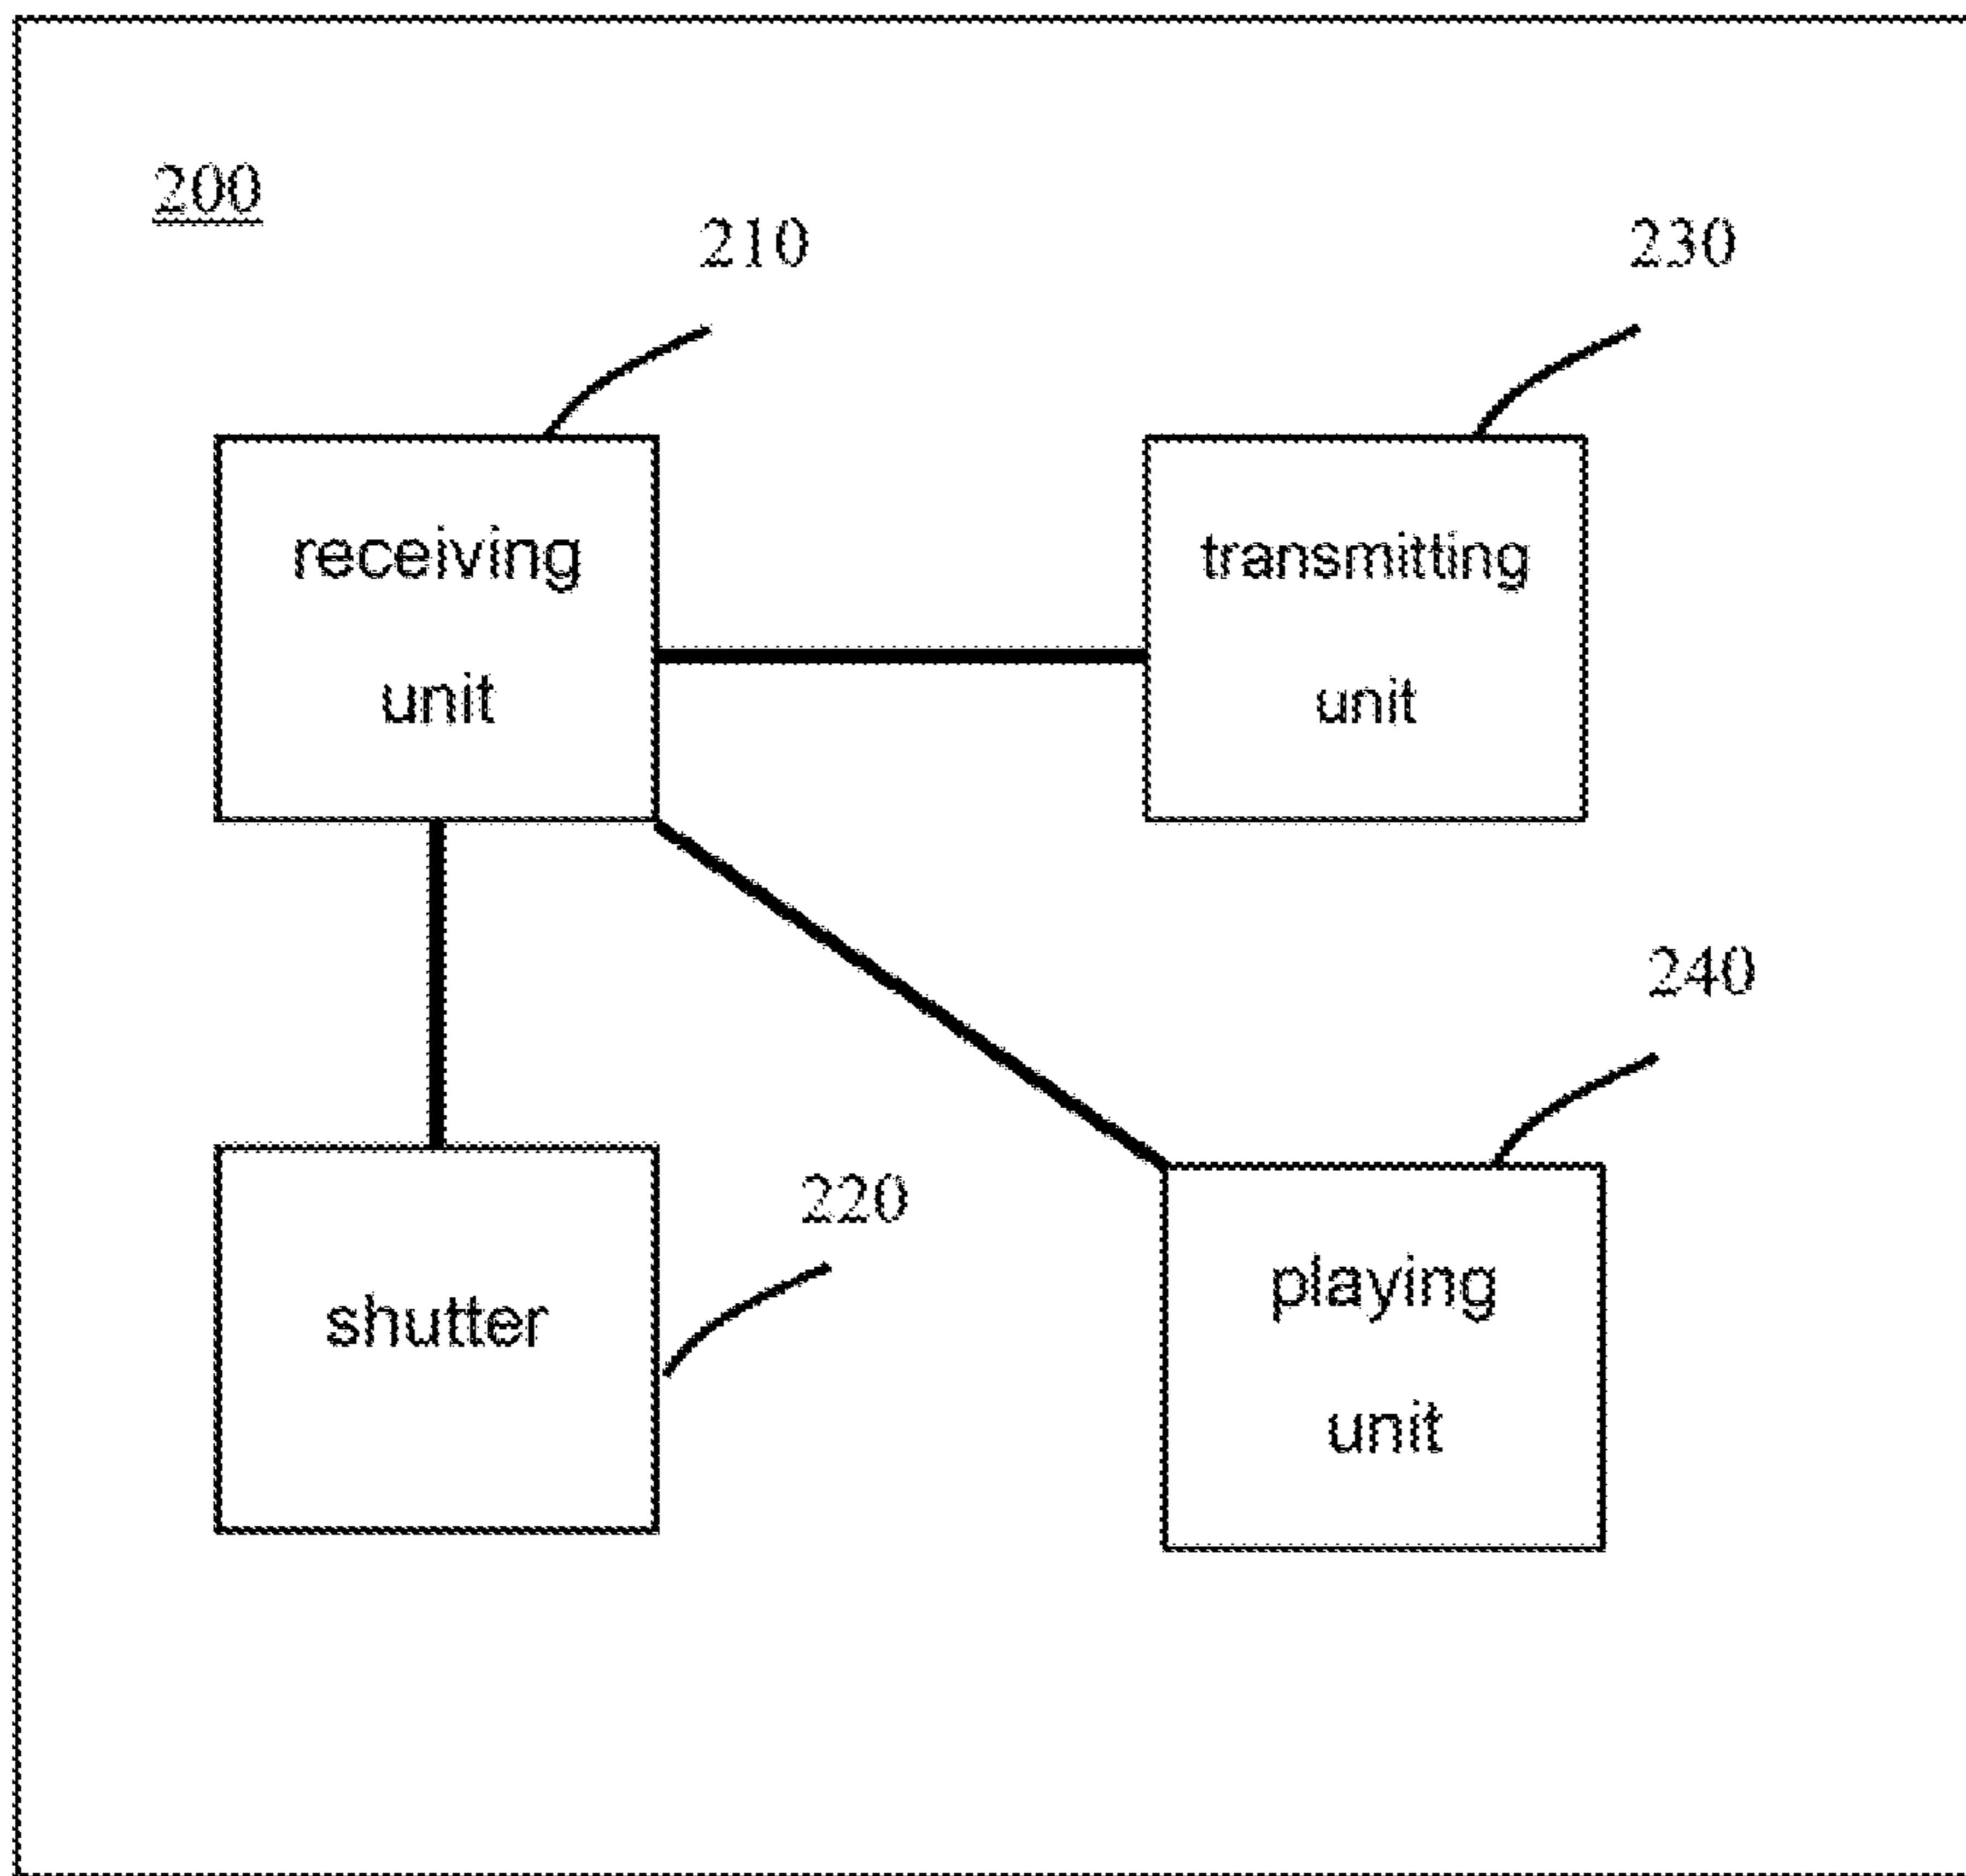 200
210
230
receiving
unit
transmitting
unit
240
220
shutter
playing
unit